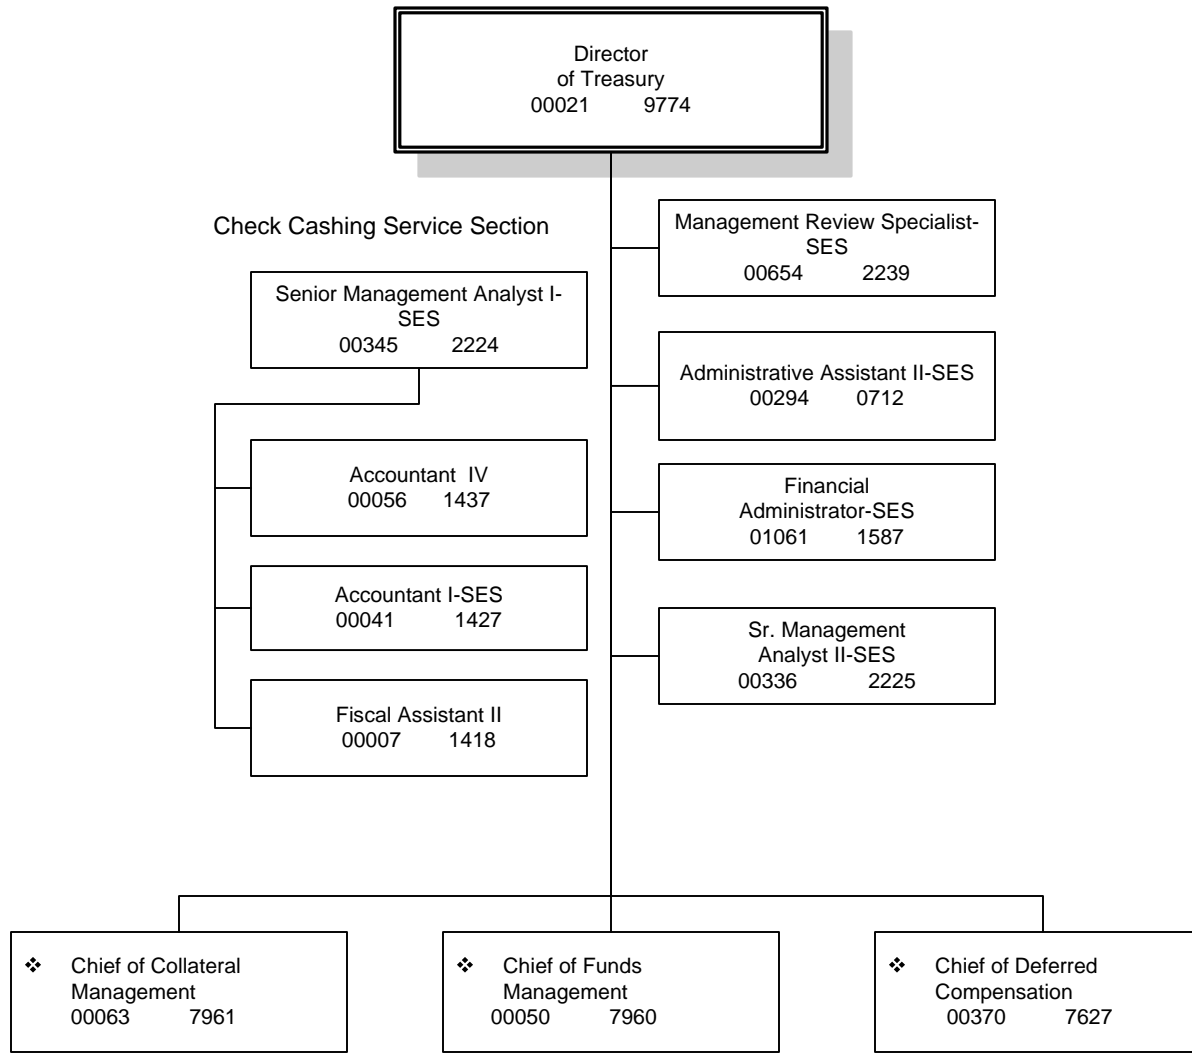 Director
of Treasury
00021 9774
Check Cashing Service Section
Senior Management Analyst I-
SES
00345 2224
Accountant IV
00056 1437
Accountant I-SES
00041 1427
Fiscal Assistant II
00007 1418
Management Review Specialist-
SES
00654 2239
Administrative Assistant II-SES
00294 0712
Financial
Administrator-SES
01061 1587
Sr. Management
Analyst II-SES
00336 2225
❖ Chief of Collateral
Management
00063 7961
❖ Chief of Funds
Management
00050 7960
❖ Chief of Deferred
Compensation
00370 7627